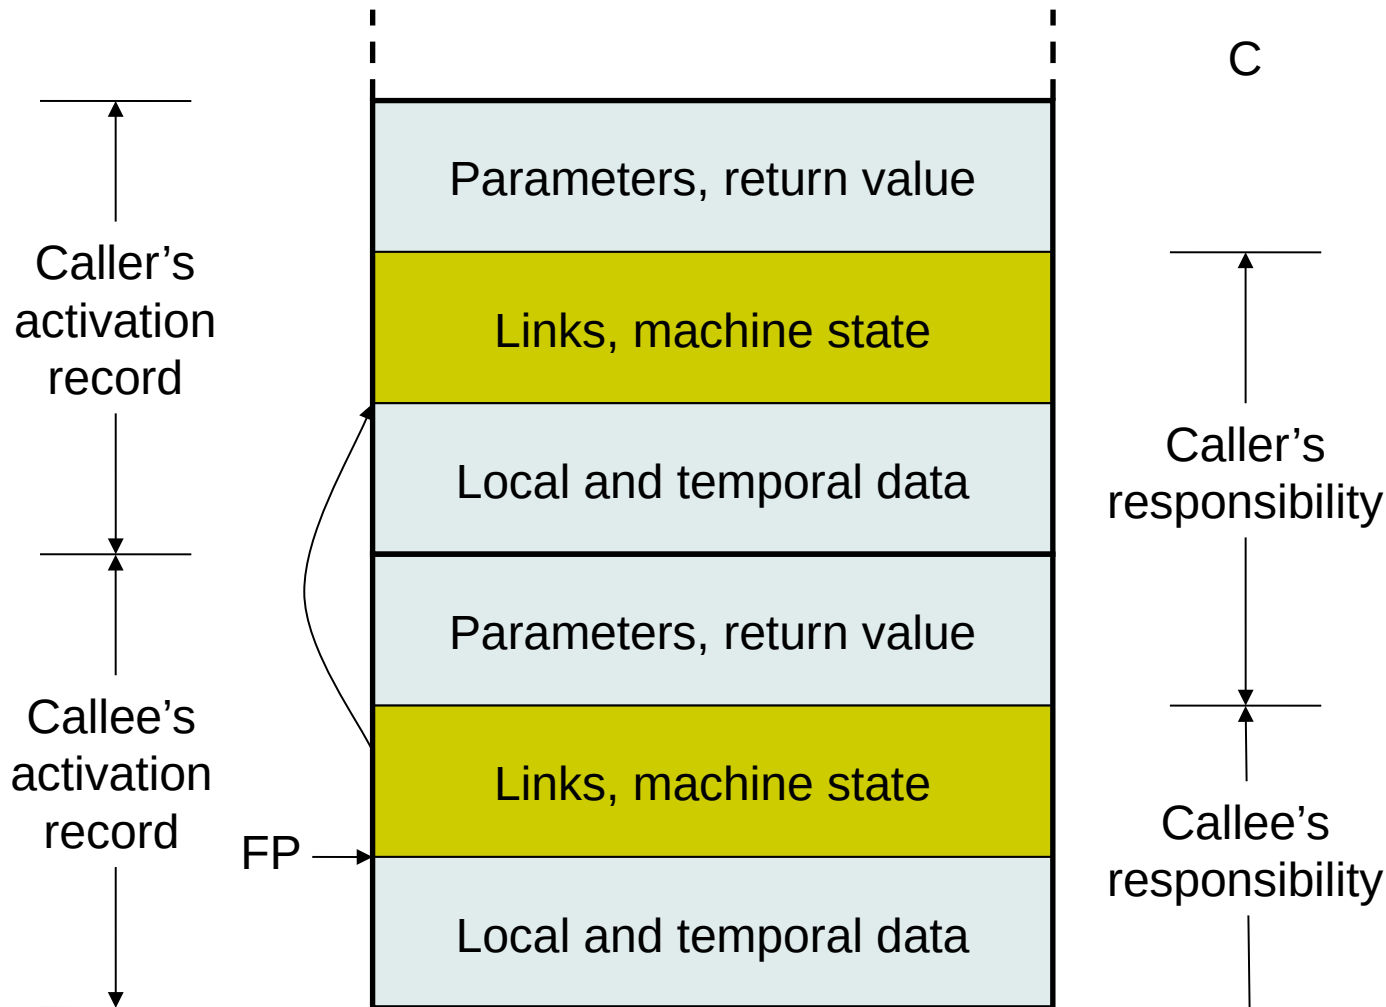 C
Parameters, return value
Caller’s
activation
record
Links, machine state
Caller’s
responsibility
Local and temporal data
Parameters, return value
Callee’s
activation
record
Links, machine state
Callee’s
responsibility
FP
Local and temporal data